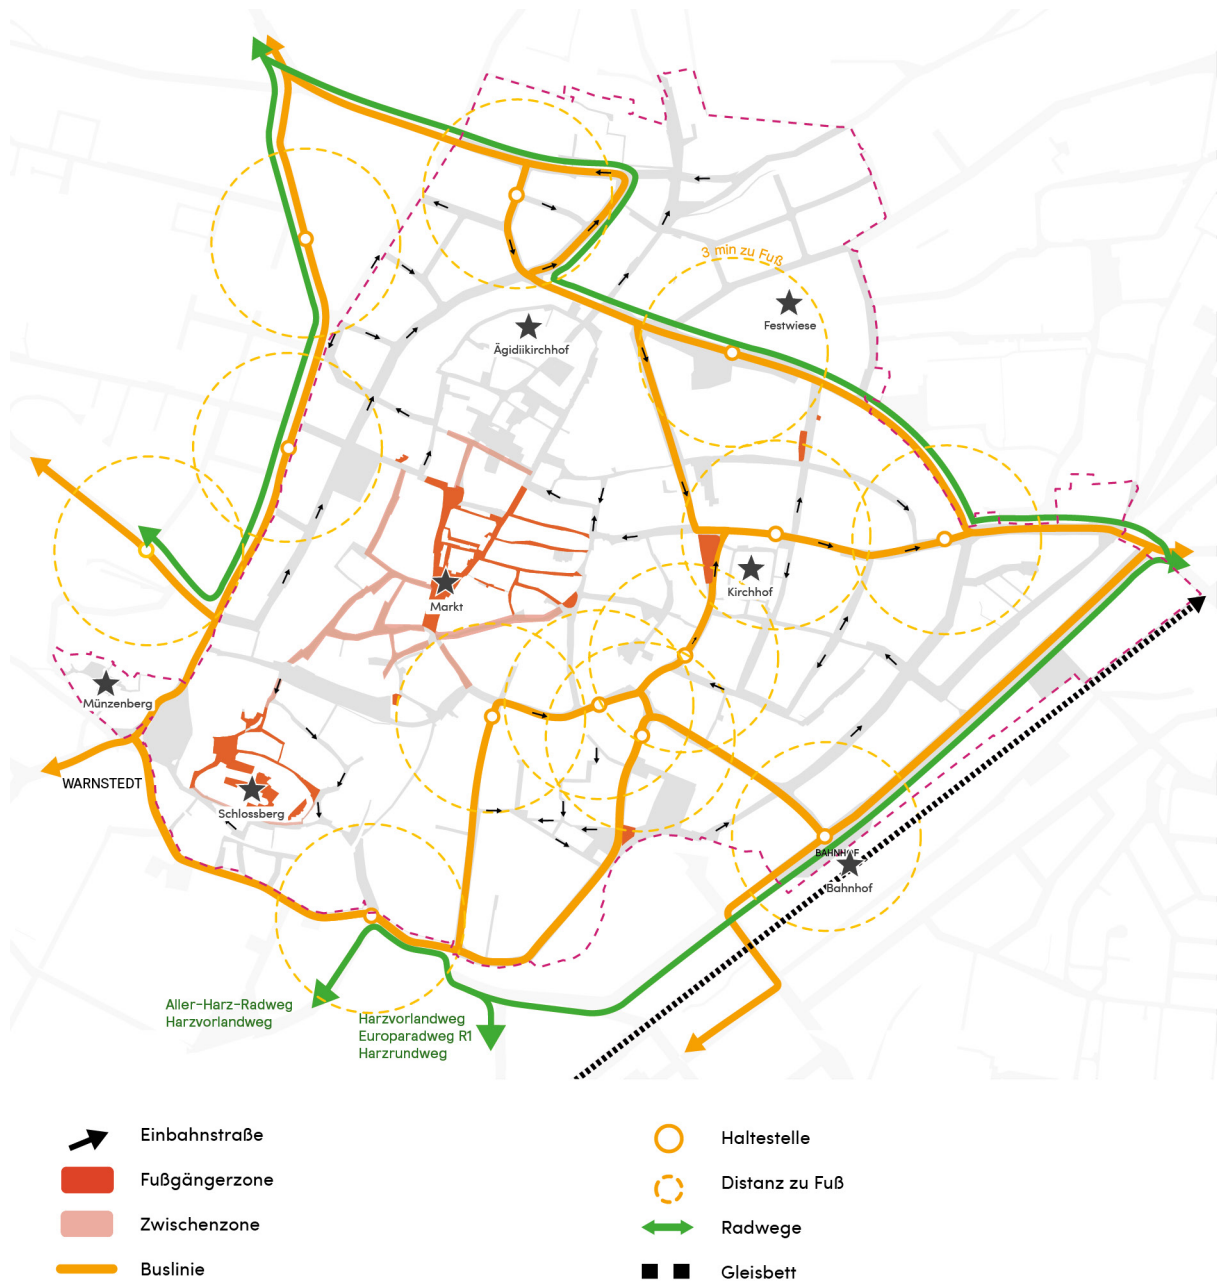 3 min zu Fuß
Festwiese
Ägidiikirchhof
Kirchhof
Markt
Münzenberg
WARNSTEDT
Schlossberg
BAHNHOF
Bahnhof
Aller-Harz-Radweg
Harzvorlandweg
Harzvorlandweg
Europaradweg R1
Harzrundweg
Einbahnstraße
Fußgängerzone
Zwischenzone
Buslinie
Haltestelle
Distanz zu Fuß
Radwege
Gleisbett